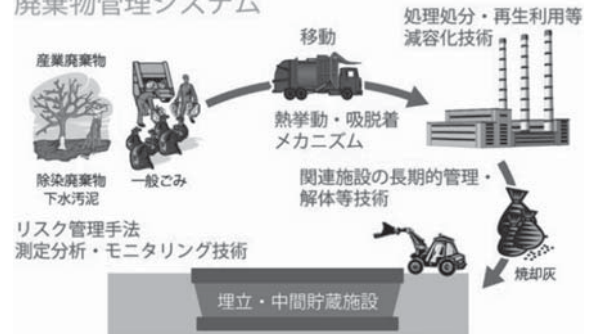 廃棄物管理システム
処理処分・再生利用等
減容化技術
移動
産業廃棄物
熱挙動・吸脱着
メカニズム
除染廃棄物
下水汚泥
一般ごみ
関連施設の長期的管理・
解体等技術
リスク管理手法
測定分析・モニタリング技術
焼却灰
埋立・中間貯蔵施設